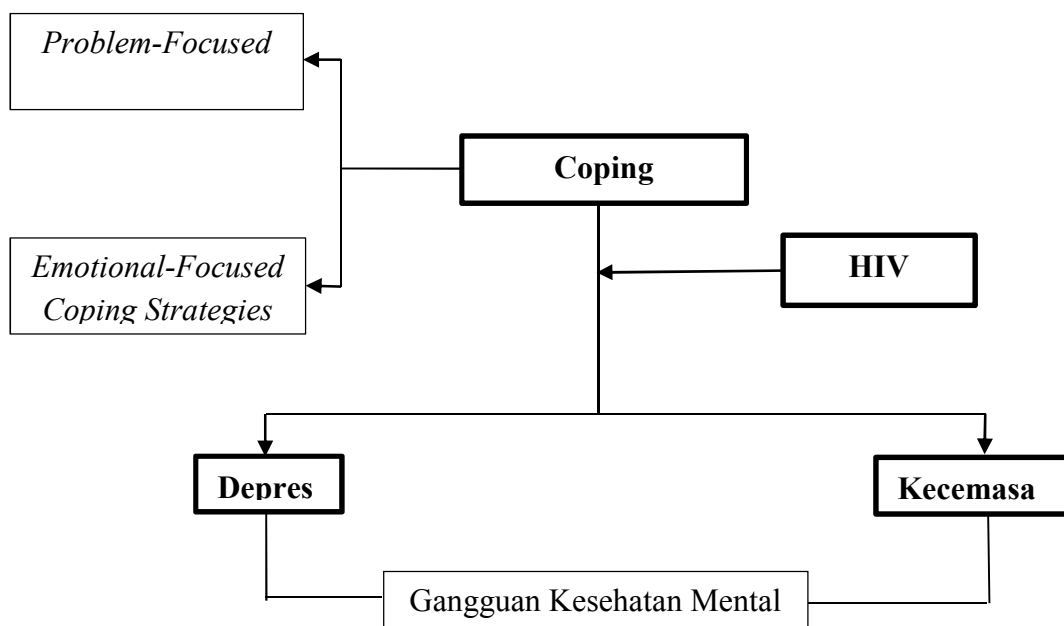 Problem-Focused
Coping
Emotional-Focused
Coping Strategies
HIV
Depres
Kecemasa
Gangguan Kesehatan Mental